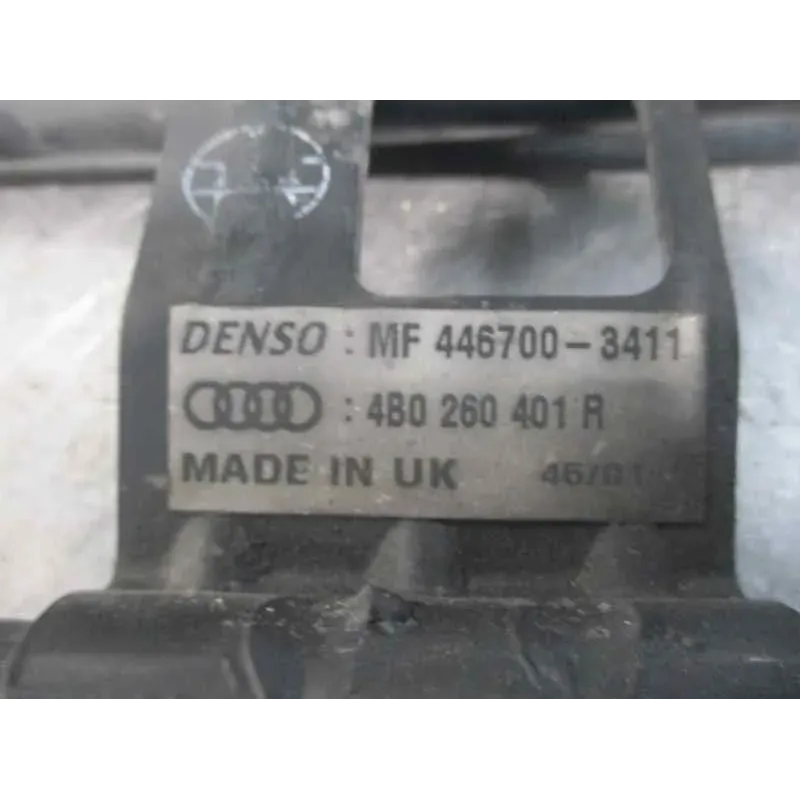 DENSO : MF 446700-3411
: 4B0 260 401 R
MADE IN UK